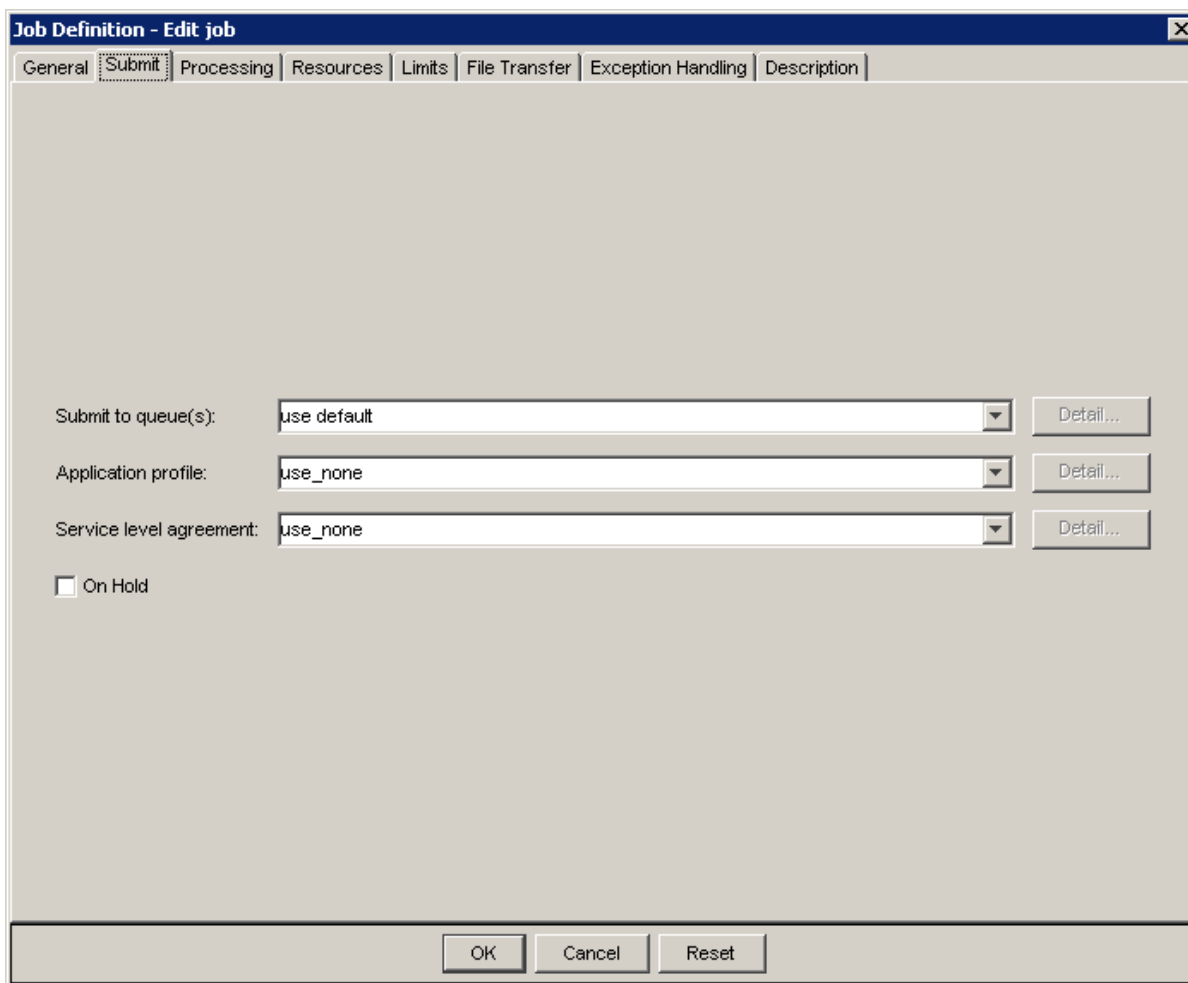 Job Definition - Edit job
General Submit Processing Resources Limits File Transfer Exception Handling Description
Submit to queue(s): use default Detail...
Application profile: use_none Detail...
Service level agreement: use_none Detail...
On Hold
OK Cancel Reset